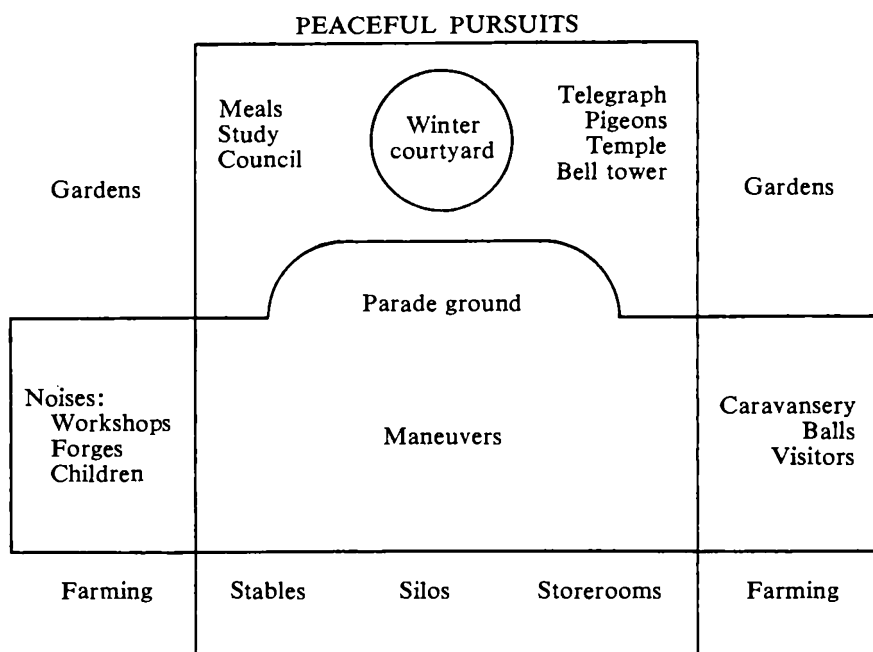 PEACEFUL PURSUITS
Meals
Study
Council
Winter
courtyard
Telegraph
Pigeons
Temple
Bell tower
Gardens
Gardens
Parade ground
Noises:
Workshops
Forges
Children
Maneuvers
Caravansery
Balls
Visitors
Farming
Stables
Silos
Storerooms
Farming